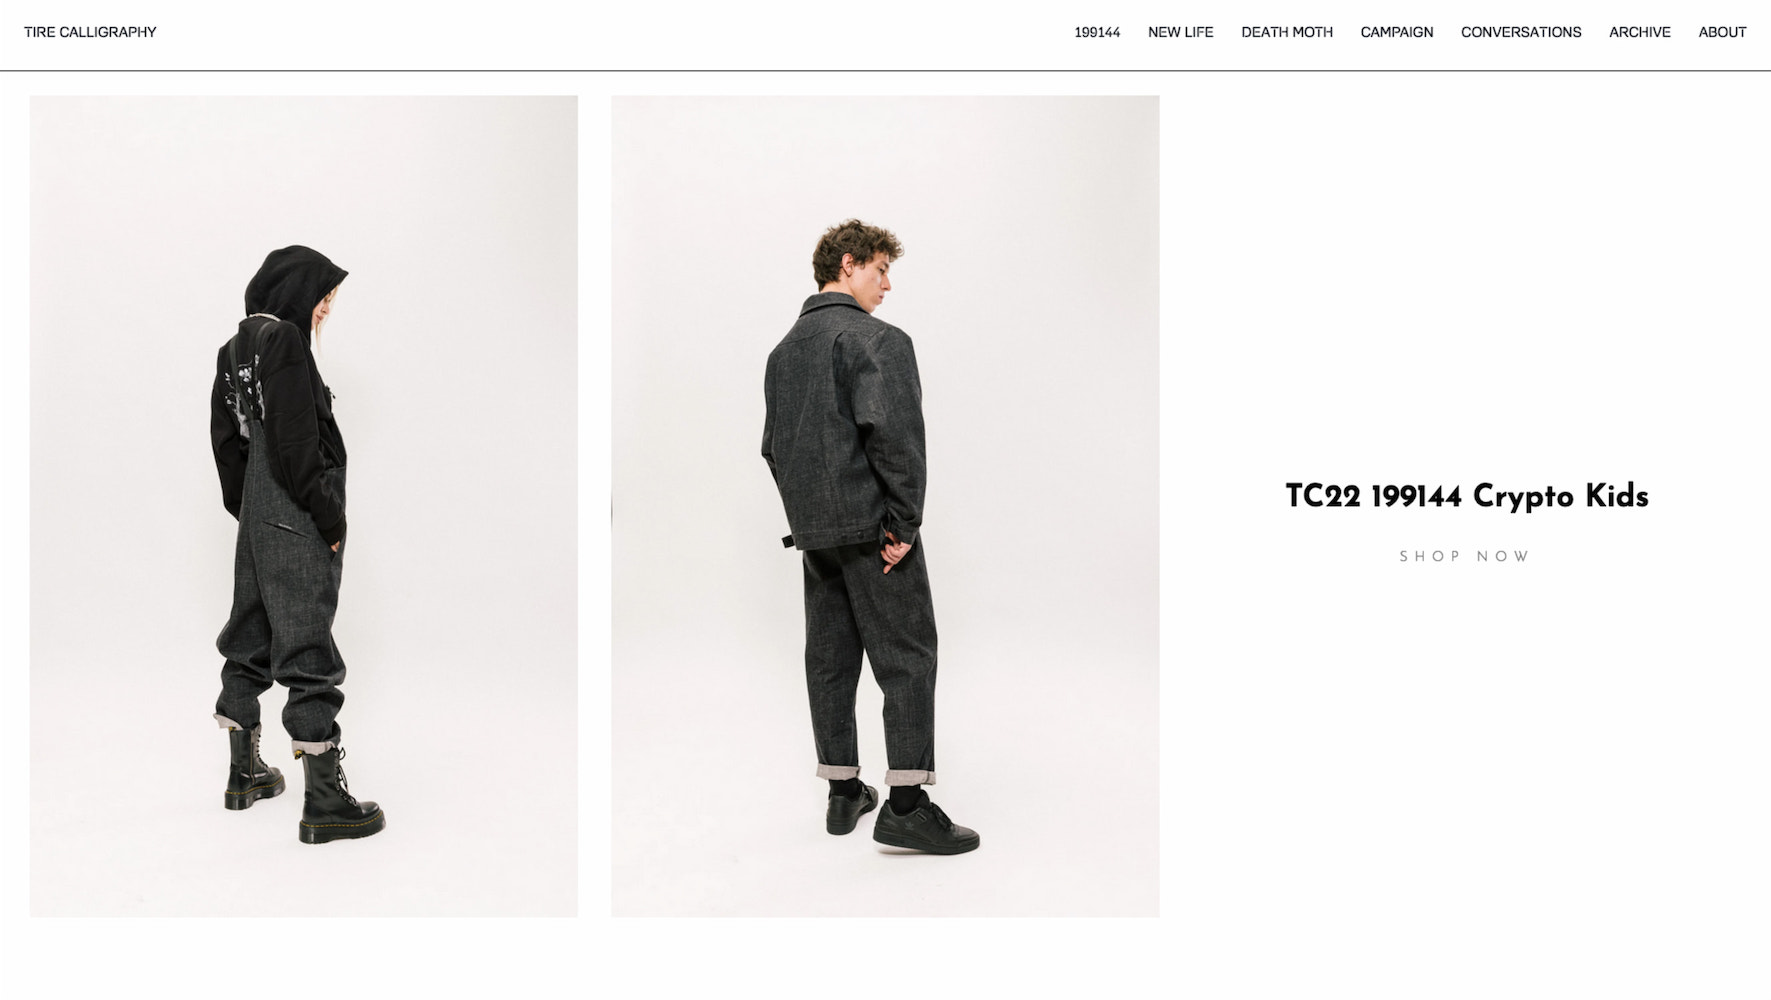 TIRE CALLIGRAPHY
199144 NEW LIFE DEATH MOTH CAMPAIGN CONVERSATIONS ARCHIVE ABOUT
TC22 199144 Crypto Kids
SHOP NOW